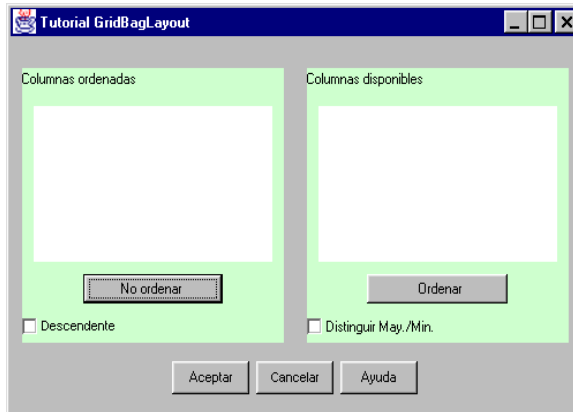 Tutorial GridBagLayout
Columnas ordenadas
Columnas disponibles
No ordenar
Ordenar
Descendente
Distinguir May./Min.
Aceptar
Cancelar
Ayuda